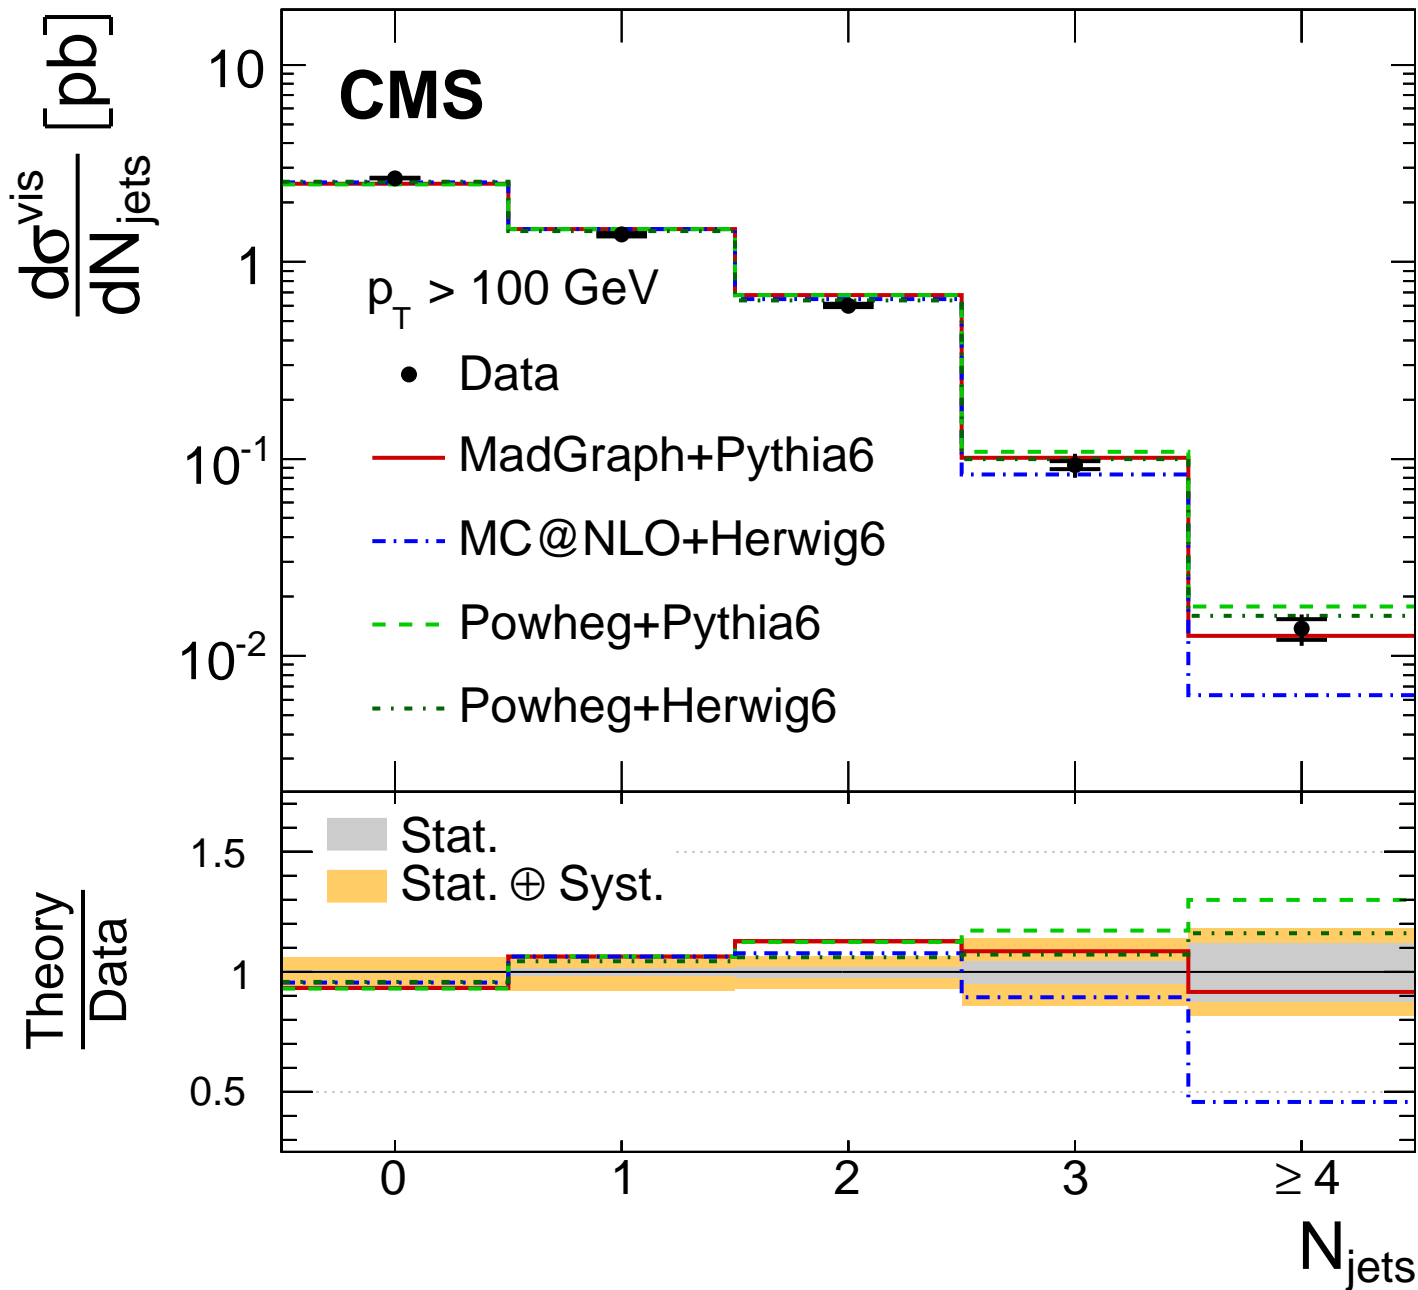 dσ^vis
dN_jets
[pb]
10
1
10^-1
10^-2
CMS
p_T > 100 GeV
Data
MadGraph+Pythia6
MC@NLO+Herwig6
Powheg+Pythia6
Powheg+Herwig6
Theory
Data
1.5
1
0.5
Stat.
Stat. ⊕ Syst.
0 1 2 3 ≥ 4
N_jets